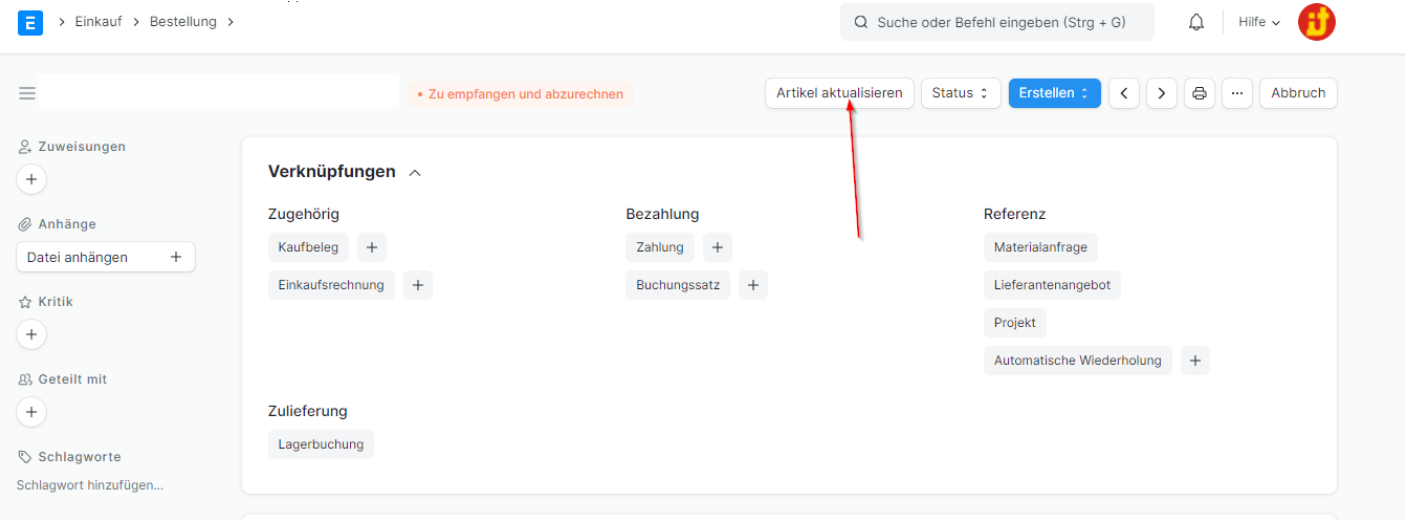 E > Einkauf > Bestellung > Suche oder Befehl eingeben (Strg + G) Hilfe
Zu empfangen und abzurechnen Artikel aktualisieren Status Erstellen ... Abbruch
Zuweisungen
Anhänge
Datei anhängen +
Kritik
Geteilt mit
Schlagworte
Schlagwort hinzufügen...
Verknüpfungen
Zugehörig
Kaufbeleg +
Einkaufsrechnung +
Bezahlung
Zahlung +
Buchungssatz +
Referenz
Materialanfrage
Lieferantenangebot
Projekt
Automatische Wiederholung +
Zulieferung
Lagerbuchung